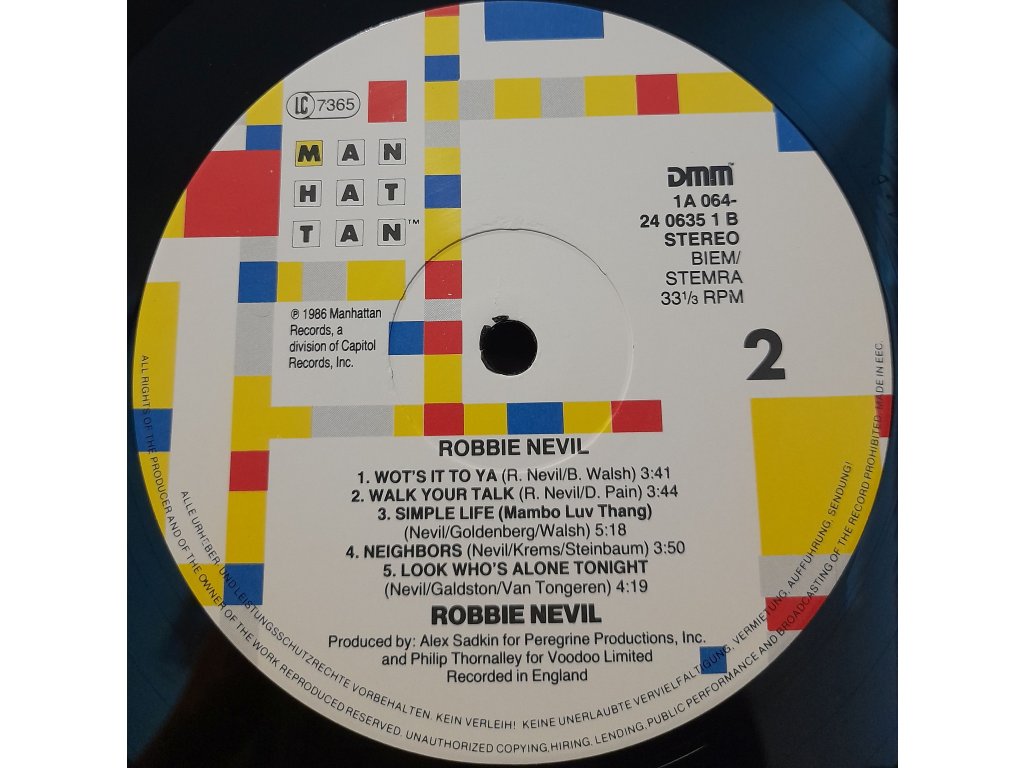 LC 7365
MAN
HAT
TAN™
DMM™
1A 064-
24 0635 1 B
STEREO
BIEM/
STEMRA
33⅓ RPM
℗ 1986 Manhattan
Records, a
division of Capitol
Records, Inc.
2
ROBBIE NEVIL
1. WOT'S IT TO YA (R. Nevil/B. Walsh) 3:41
2. WALK YOUR TALK (R. Nevil/D. Pain) 3:44
3. SIMPLE LIFE (Mambo Luv Thang)
(Nevil/Goldenberg/Walsh) 5:18
4. NEIGHBORS (Nevil/Krems/Steinbaum) 3:50
5. LOOK WHO'S ALONE TONIGHT
(Nevil/Galdston/Van Tongeren) 4:19
ROBBIE NEVIL
Produced by: Alex Sadkin for Peregrine Productions, Inc.
and Philip Thornalley for Voodoo Limited
Recorded in England
ALL RIGHTS OF THE PRODUCER AND OF THE OWNER OF THE WORK REPRODUCED RESERVED. UNAUTHORIZED COPYING, HIRING, LENDING, PUBLIC PERFORMANCE AND BROADCASTING OF THE RECORD PROHIBITED. MADE IN EEC.
ALLE URHEBER- UND LEISTUNGSSCHUTZRECHTE VORBEHALTEN. KEIN VERLEIH! KEINE UNERLAUBTE VERVIELFÄLTIGUNG, VERMIETUNG, AUFFÜHRUNG, SENDUNG!